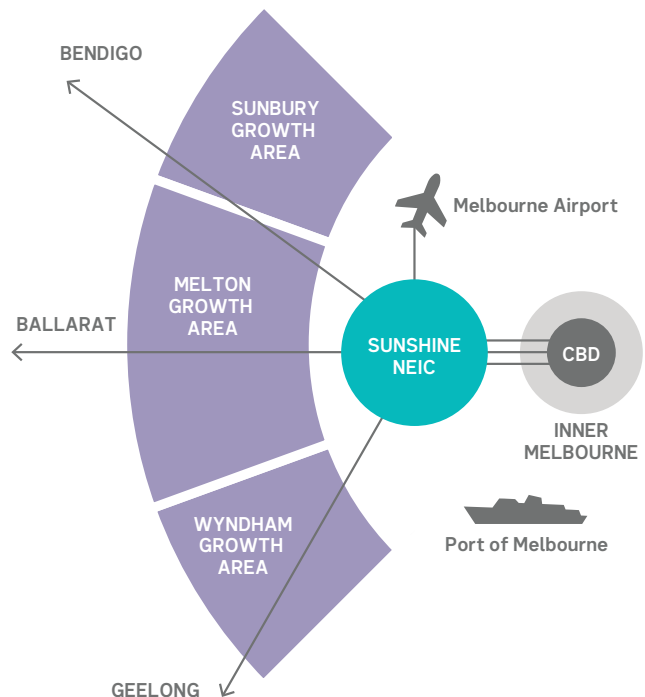 BENDIGO
SUNBURY
GROWTH
AREA
Melbourne Airport
MELTON
GROWTH
AREA
BALLARAT
SUNSHINE
NEIC
CBD
INNER
MELBOURNE
WYNDHAM
GROWTH
AREA
Port of Melbourne
GEELONG